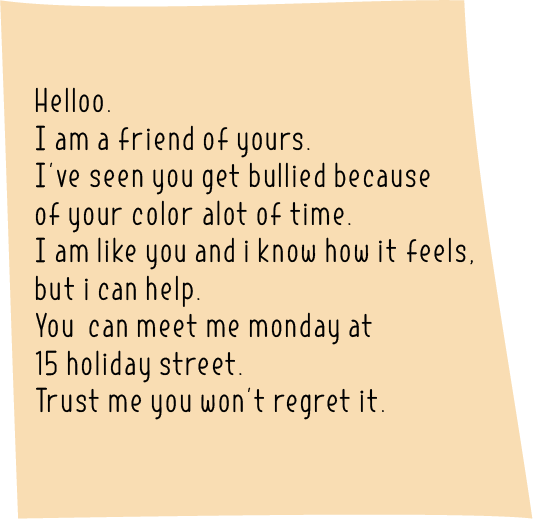 Helloo.
I am a friend of yours.
I've seen you get bullied because
of your color alot of time.
I am like you and i know how it feels,
but i can help.
You can meet me monday at
15 holiday street.
Trust me you won't regret it.